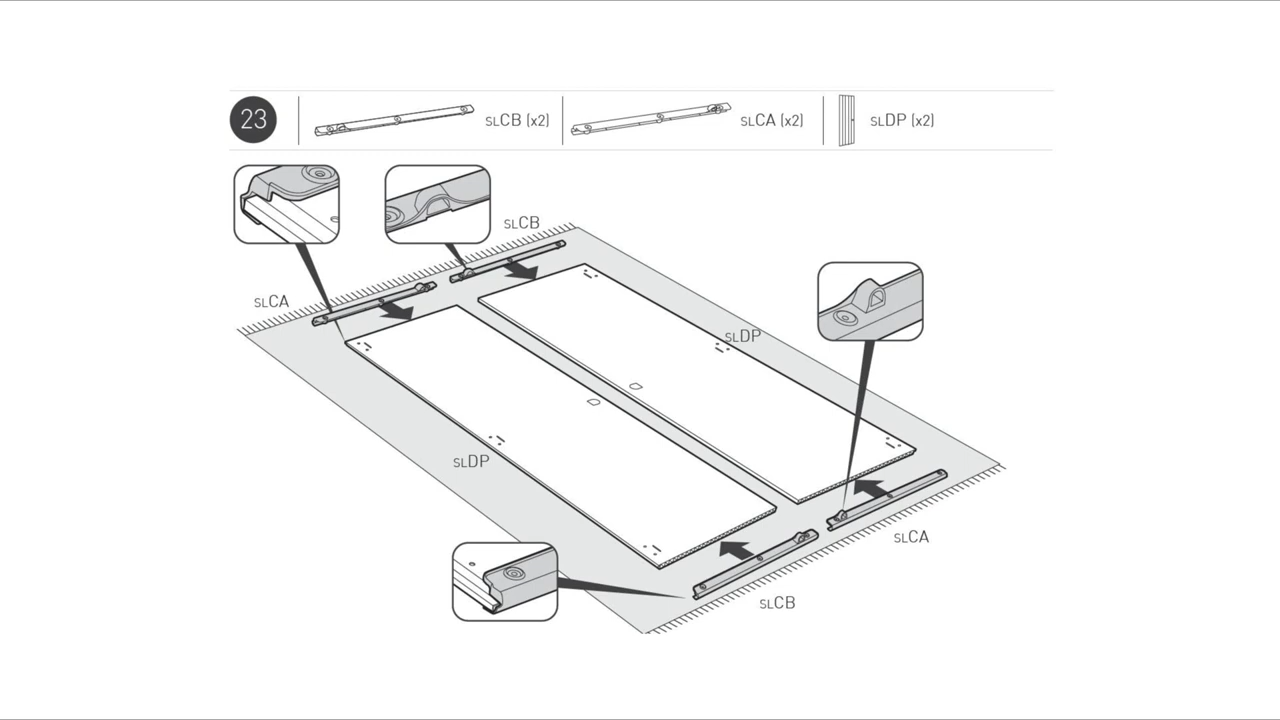 23
SLCB (x2)
SLCA (x2)
SLDP (x2)
SLCB
SLCA
SLDP
SLDP
SLCA
SLCB